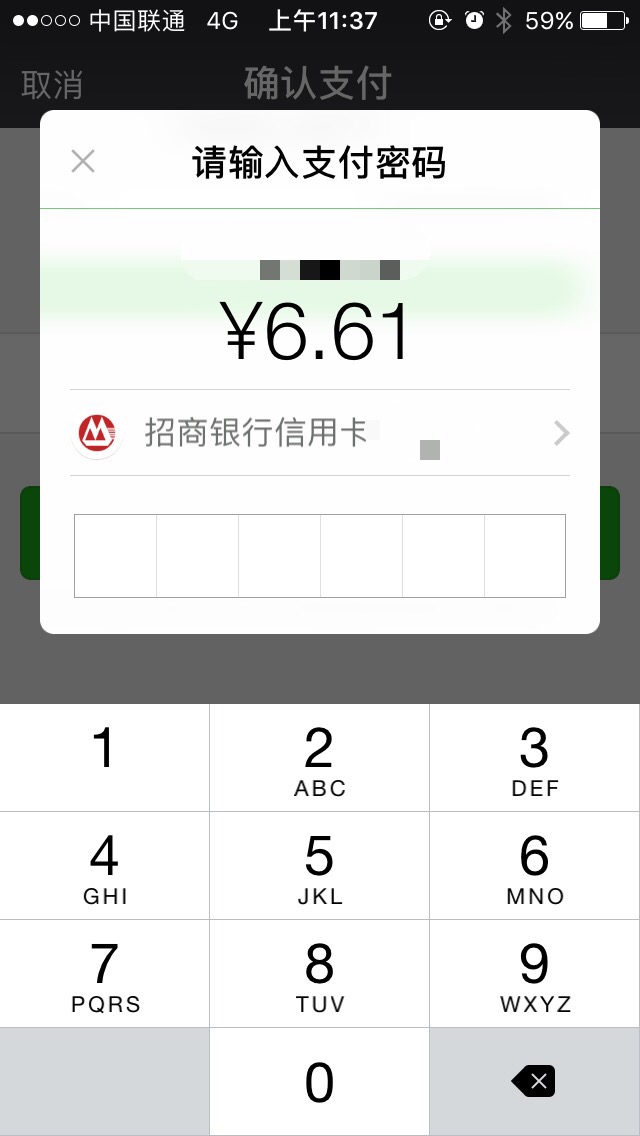 中国联通 4G 上午11:37 59%
取消 确认支付
请输入支付密码
¥6.61
招商银行信用卡
1 2 3
ABC DEF
4 5 6
GHI JKL MNO
7 8 9
PQRS TUV WXYZ
0